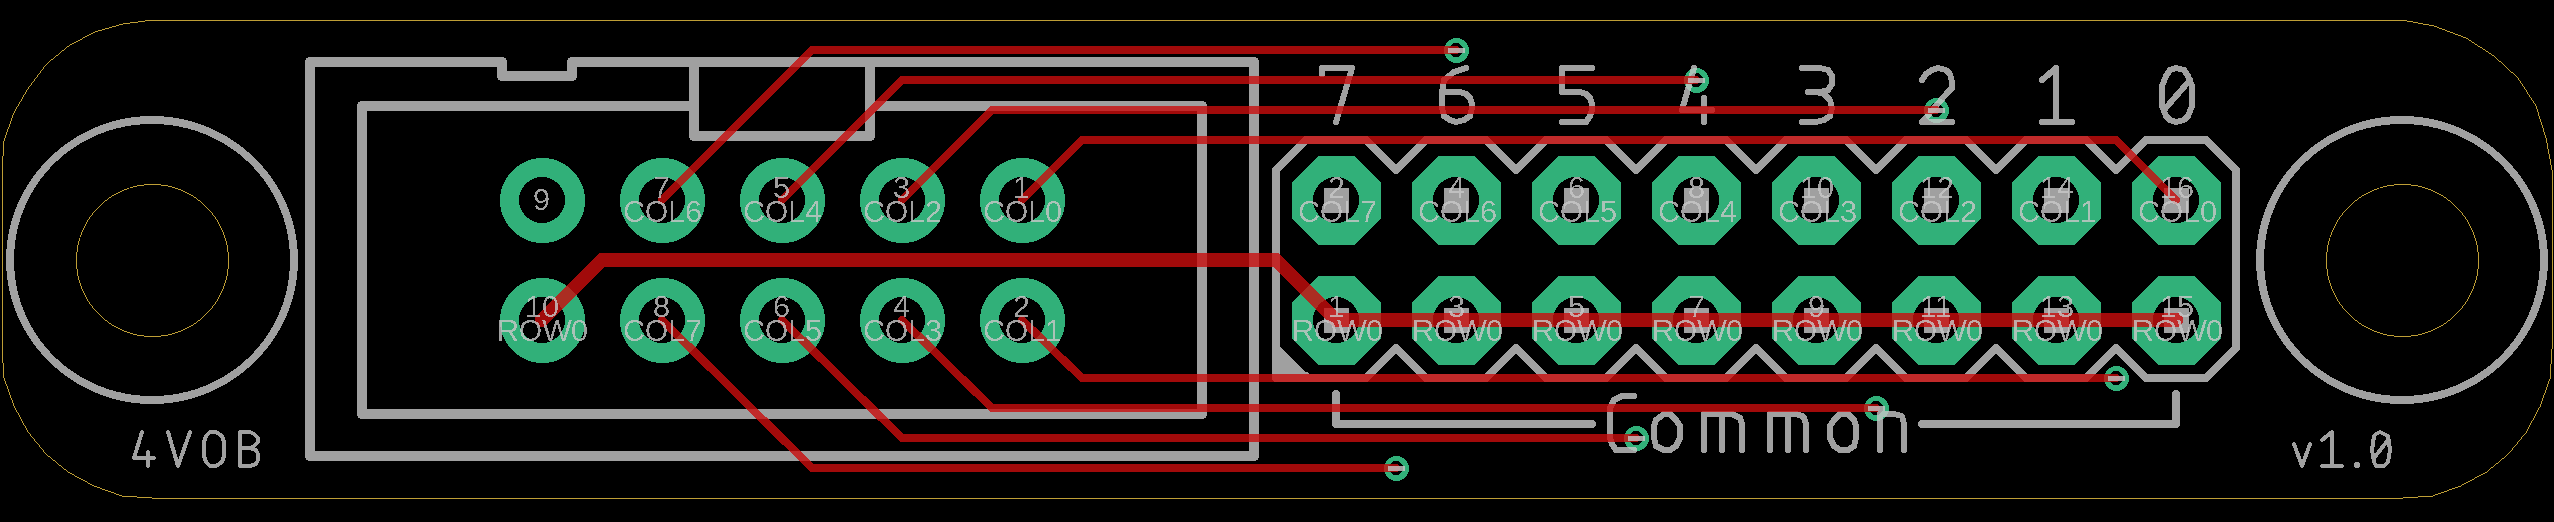 7 6 5 4 3 2 1 0
9 7 5 3 1 2 4 6 8 10 12 14 16
COL6 COL4 COL2 COL0 COL7 COL6 COL5 COL4 COL3 COL2 COL1 COL0
10 8 6 4 2 1 3 5 7 9 11 13 15
ROW0 COL7 COL5 COL3 COL1 ROW0 ROW0 ROW0 ROW0 ROW0 ROW0 ROW0 ROW0
Common
4VOB v1.0